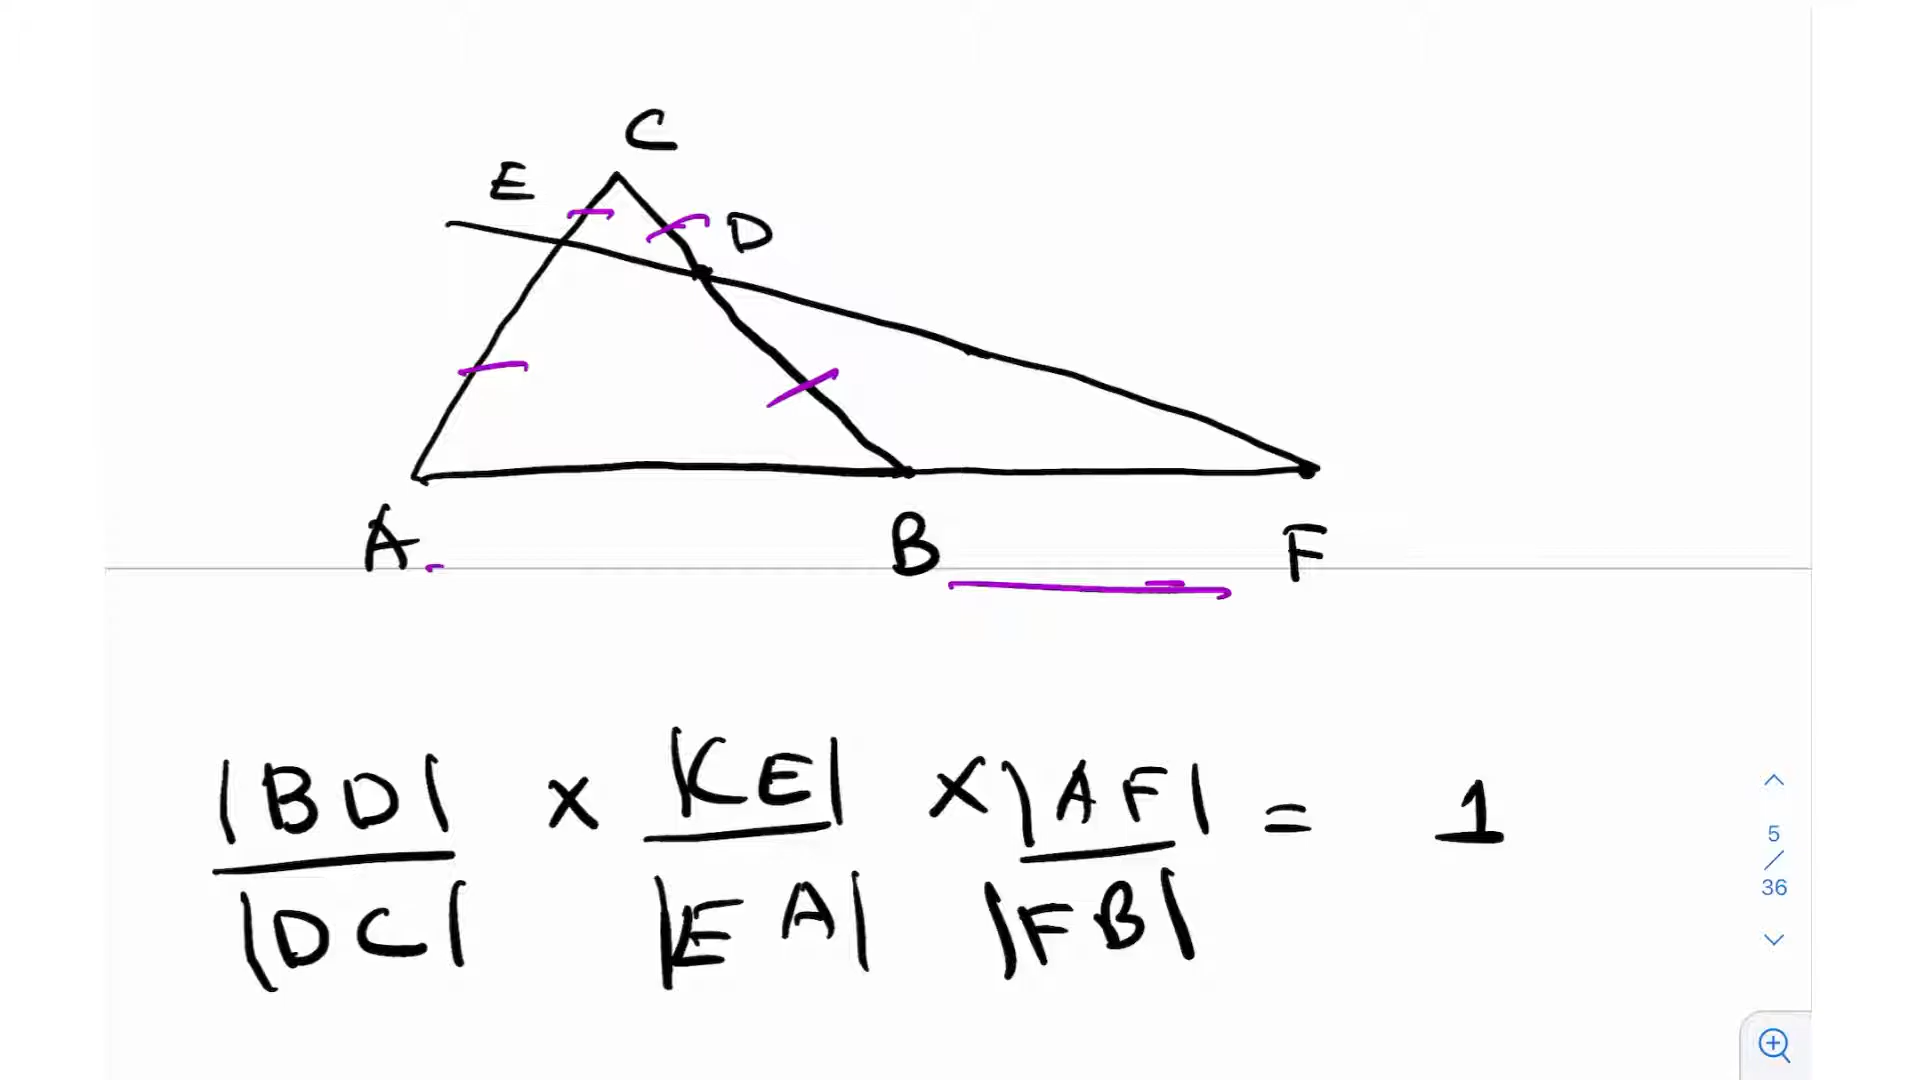 C
E
D
A
B
F
|BD| × |CE| × |AF| = 1
|DC| |EA| |FB|
5
/
36